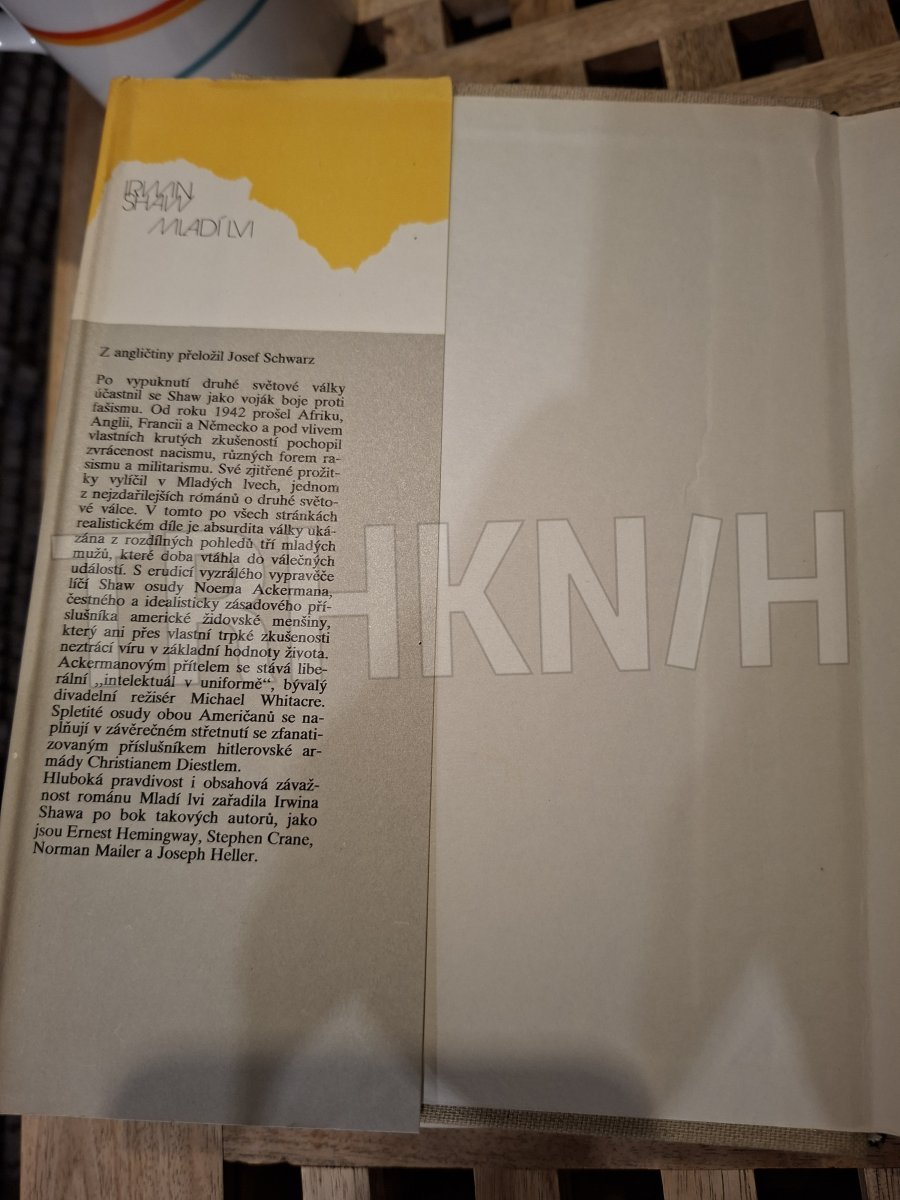 IRWIN
SHAW
MLADÍ LVI
Z angličtiny přeložil Josef Schwarz
Po vypuknutí druhé světové války
účastnil se Shaw jako voják boje proti
fašismu. Od roku 1942 prošel Afriku,
Anglii, Francii a Německo a pod vlivem
vlastních krutých zkušeností pochopil
zvrácenost nacismu, různých forem ra-
sismu a militarismu. Své zjitřené prožit-
ky vylíčil v Mladých lvech, jednom
z nejzdařilejších románů o druhé světo-
vé válce. V tomto po všech stránkách
realistickém díle je absurdita války uká-
zána z rozdílných pohledů tří mladých
mužů, které doba vtáhla do válečných
událostí. S erudicí vyzrálého vypravěče
líčí Shaw osudy Noema Ackermana,
čestného a idealisticky zásadového pří-
slušníka americké židovské menšiny,
který ani přes vlastní trpké zkušenosti
neztrácí víru v základní hodnoty života.
Ackermanovým přítelem se stává libe-
rální „intelektuál v uniformě“, bývalý
divadelní režisér Michael Whitacre.
Spletité osudy obou Američanů se na-
plňují v závěrečném střetnutí se zfanati-
zovaným příslušníkem hitlerovské ar-
mády Christianem Diestlem.
Hluboká pravdivost i obsahová závaž-
nost románu Mladí lvi zařadila Irwina
Shawa po bok takových autorů, jako
jsou Ernest Hemingway, Stephen Crane,
Norman Mailer a Joseph Heller.
TRHKNIH